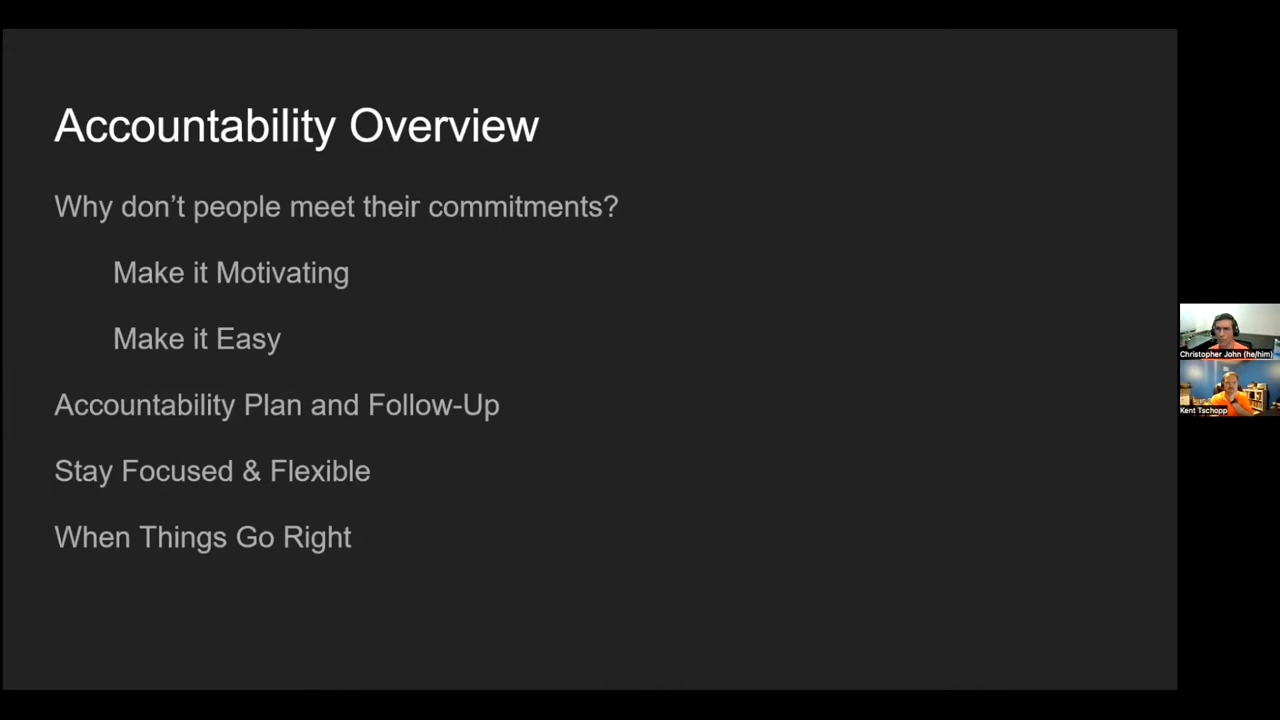 Accountability Overview
Why don’t people meet their commitments?
Make it Motivating
Make it Easy
Accountability Plan and Follow-Up
Stay Focused & Flexible
When Things Go Right
Christopher John (he/him)
Kent Tschopp